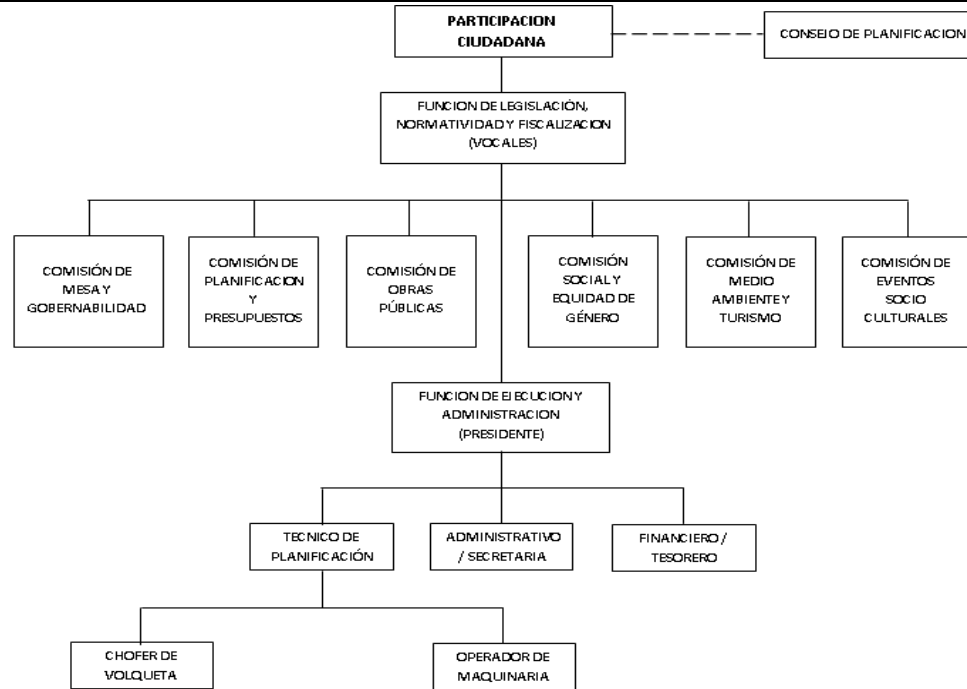 PARTICIPACION
CIUDADANA
CONSEJO DE PLANIFICACION
FUNCION DE LEGISLACIÓN,
NORMATIVIDAD Y FISCALIZACION
(VOCALES)
COMISIÓN DE
MESA Y
GOBERNABILIDAD
COMISIÓN DE
PLANIFICACION
Y
PRESUPUESTOS
COMISIÓN DE
OBRAS
PÚBLICAS
COMISIÓN
SOCIAL Y
EQUIDAD DE
GÉNERO
COMISIÓN DE
MEDIO
AMBIENTE Y
TURISMO
COMISIÓN DE
EVENTOS
SOCIO
CULTURALES
FUNCION DE EJECUCION Y
ADMINISTRACION
(PRESIDENTE)
TECNICO DE
PLANIFICACIÓN
ADMINISTRATIVO
/ SECRETARIA
FINANCIERO /
TESORERO
CHOFER DE
VOLQUETA
OPERADOR DE
MAQUINARIA